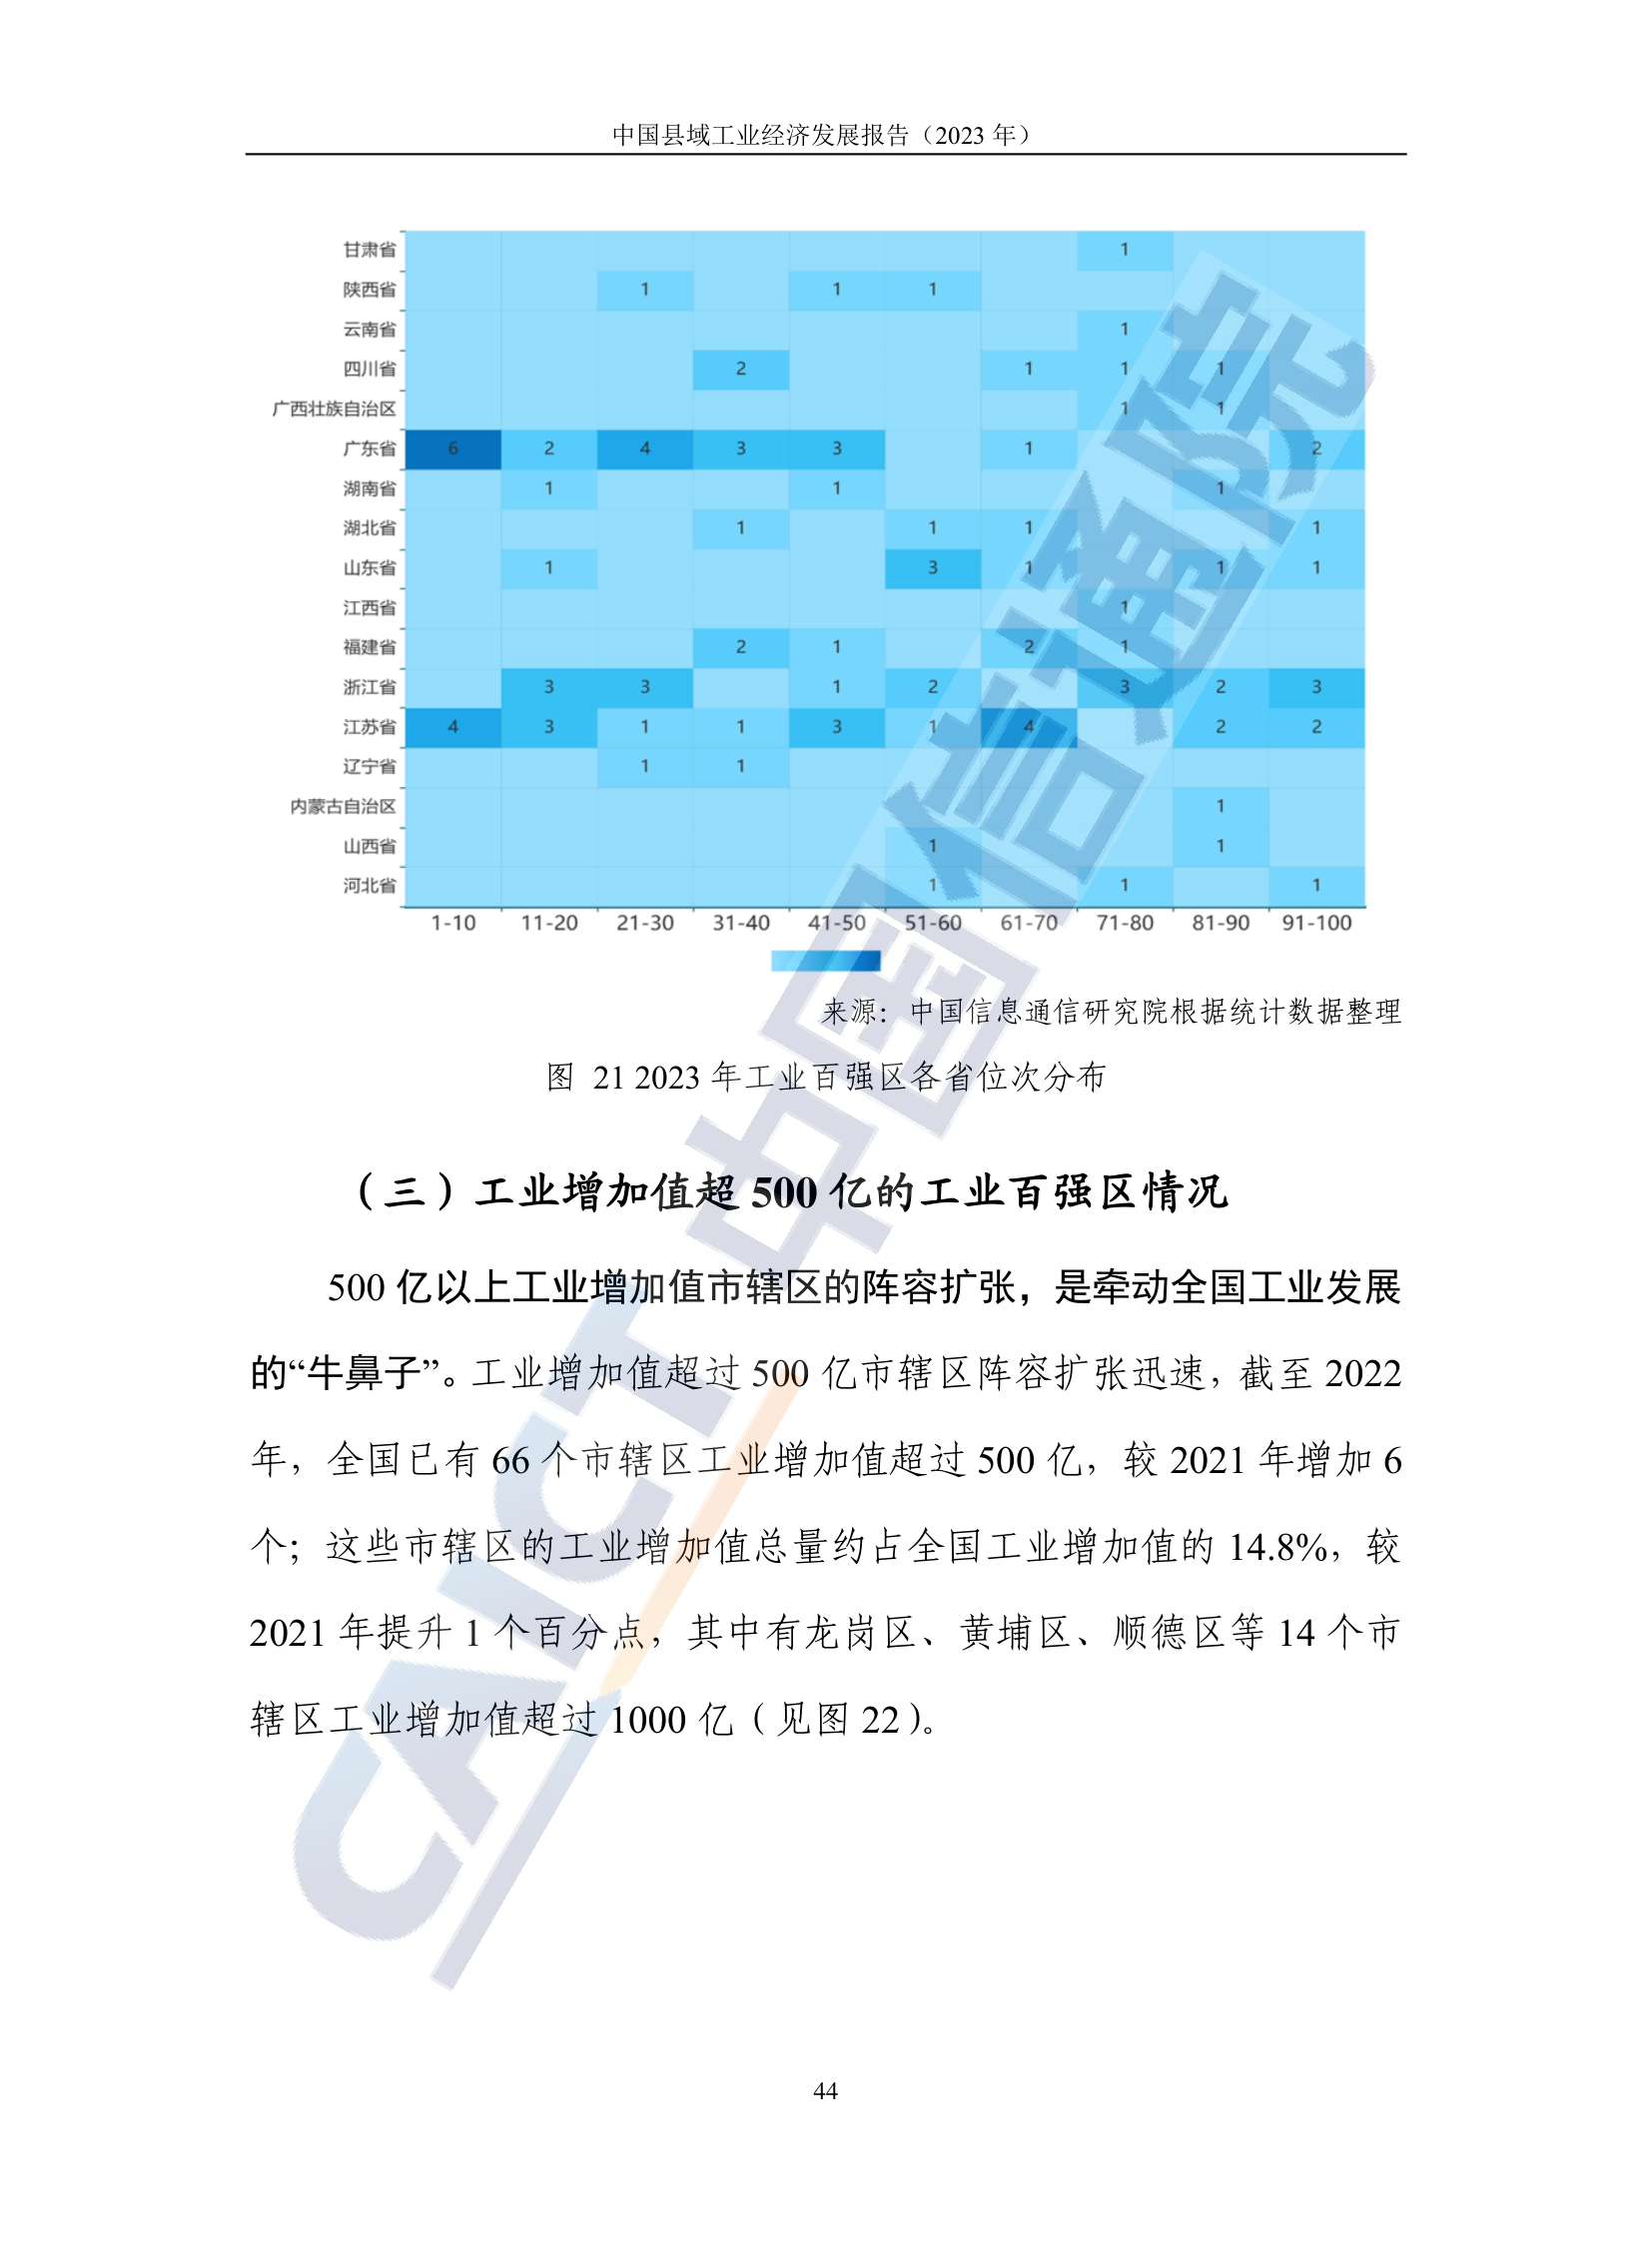 中国县域工业经济发展报告（2023 年）
甘肃省 1
陕西省 1 1 1
云南省 1
四川省 2 1 1 1
广西壮族自治区 1 1
广东省 6 2 4 3 3 1 2
湖南省 1 1 1
湖北省 1 1 1 1
山东省 1 3 1 1 1
江西省 1
福建省 2 1 2 1
浙江省 3 3 1 2 3 2 3
江苏省 4 3 1 1 3 1 4 2 2
辽宁省 1 1
内蒙古自治区 1
山西省 1 1
河北省 1 1 1
1-10 11-20 21-30 31-40 41-50 51-60 61-70 71-80 81-90 91-100
来源：中国信息通信研究院根据统计数据整理
图 21 2023 年工业百强区各省位次分布
（三）工业增加值超 500 亿的工业百强区情况
500 亿以上工业增加值市辖区的阵容扩张，是牵动全国工业发展
的“牛鼻子”。工业增加值超过 500 亿市辖区阵容扩张迅速，截至 2022
年，全国已有 66 个市辖区工业增加值超过 500 亿，较 2021 年增加 6
个；这些市辖区的工业增加值总量约占全国工业增加值的 14.8%，较
2021 年提升 1 个百分点，其中有龙岗区、黄埔区、顺德区等 14 个市
辖区工业增加值超过 1000 亿（见图 22）。
44
CAICT 中国信通院